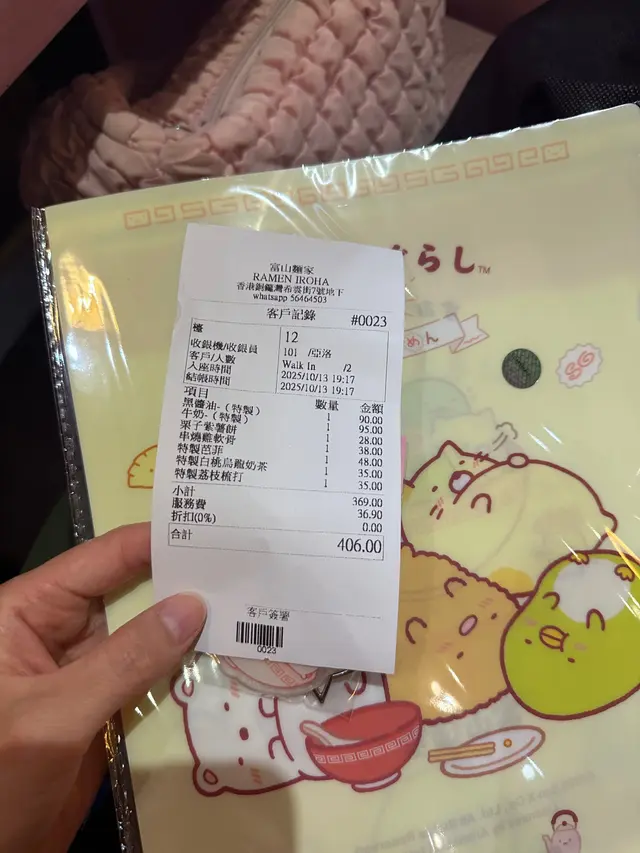 らし™
めん
SG
富山麵家
RAMEN IROHA
香港銅鑼灣希雲街7號地下
whatsapp 56464503
客戶記錄 #0023
檯 12
收銀機/收銀員 101 /亞洛
客戶/人數 Walk In /2
入座時間 2025/10/13 19:17
結帳時間 2025/10/13 19:17
項目 數量 金額
黑醬油-（特製） 1 90.00
牛奶-（特製） 1 95.00
栗子紫薯餅 1 28.00
串燒雞軟骨 1 38.00
特製芭菲 1 48.00
特製白桃烏龍奶茶 1 35.00
特製荔枝梳打 1 35.00
小計 369.00
服務費 36.90
折扣(0%) 0.00
合計 406.00
客戶簽署
0023